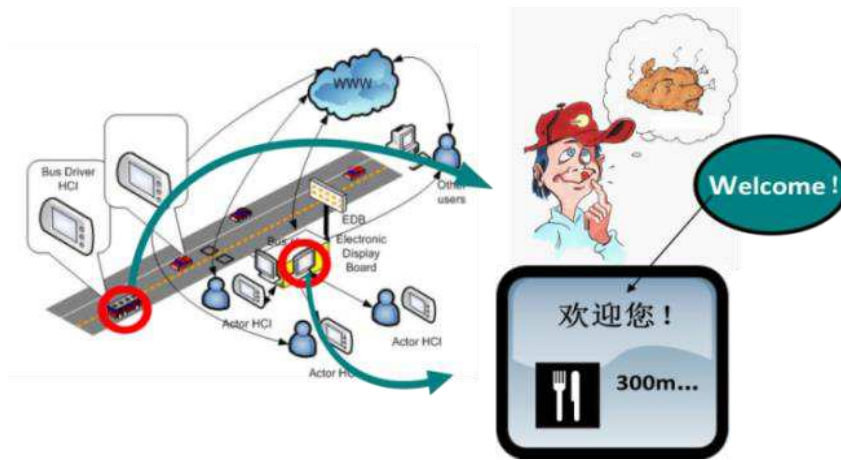 WWW
Bus Driver
HCI
Other
users
EDB
Electronic
Display
Board
Actor HCI
Actor HCI
Actor
Welcome!
欢迎您！
300m...